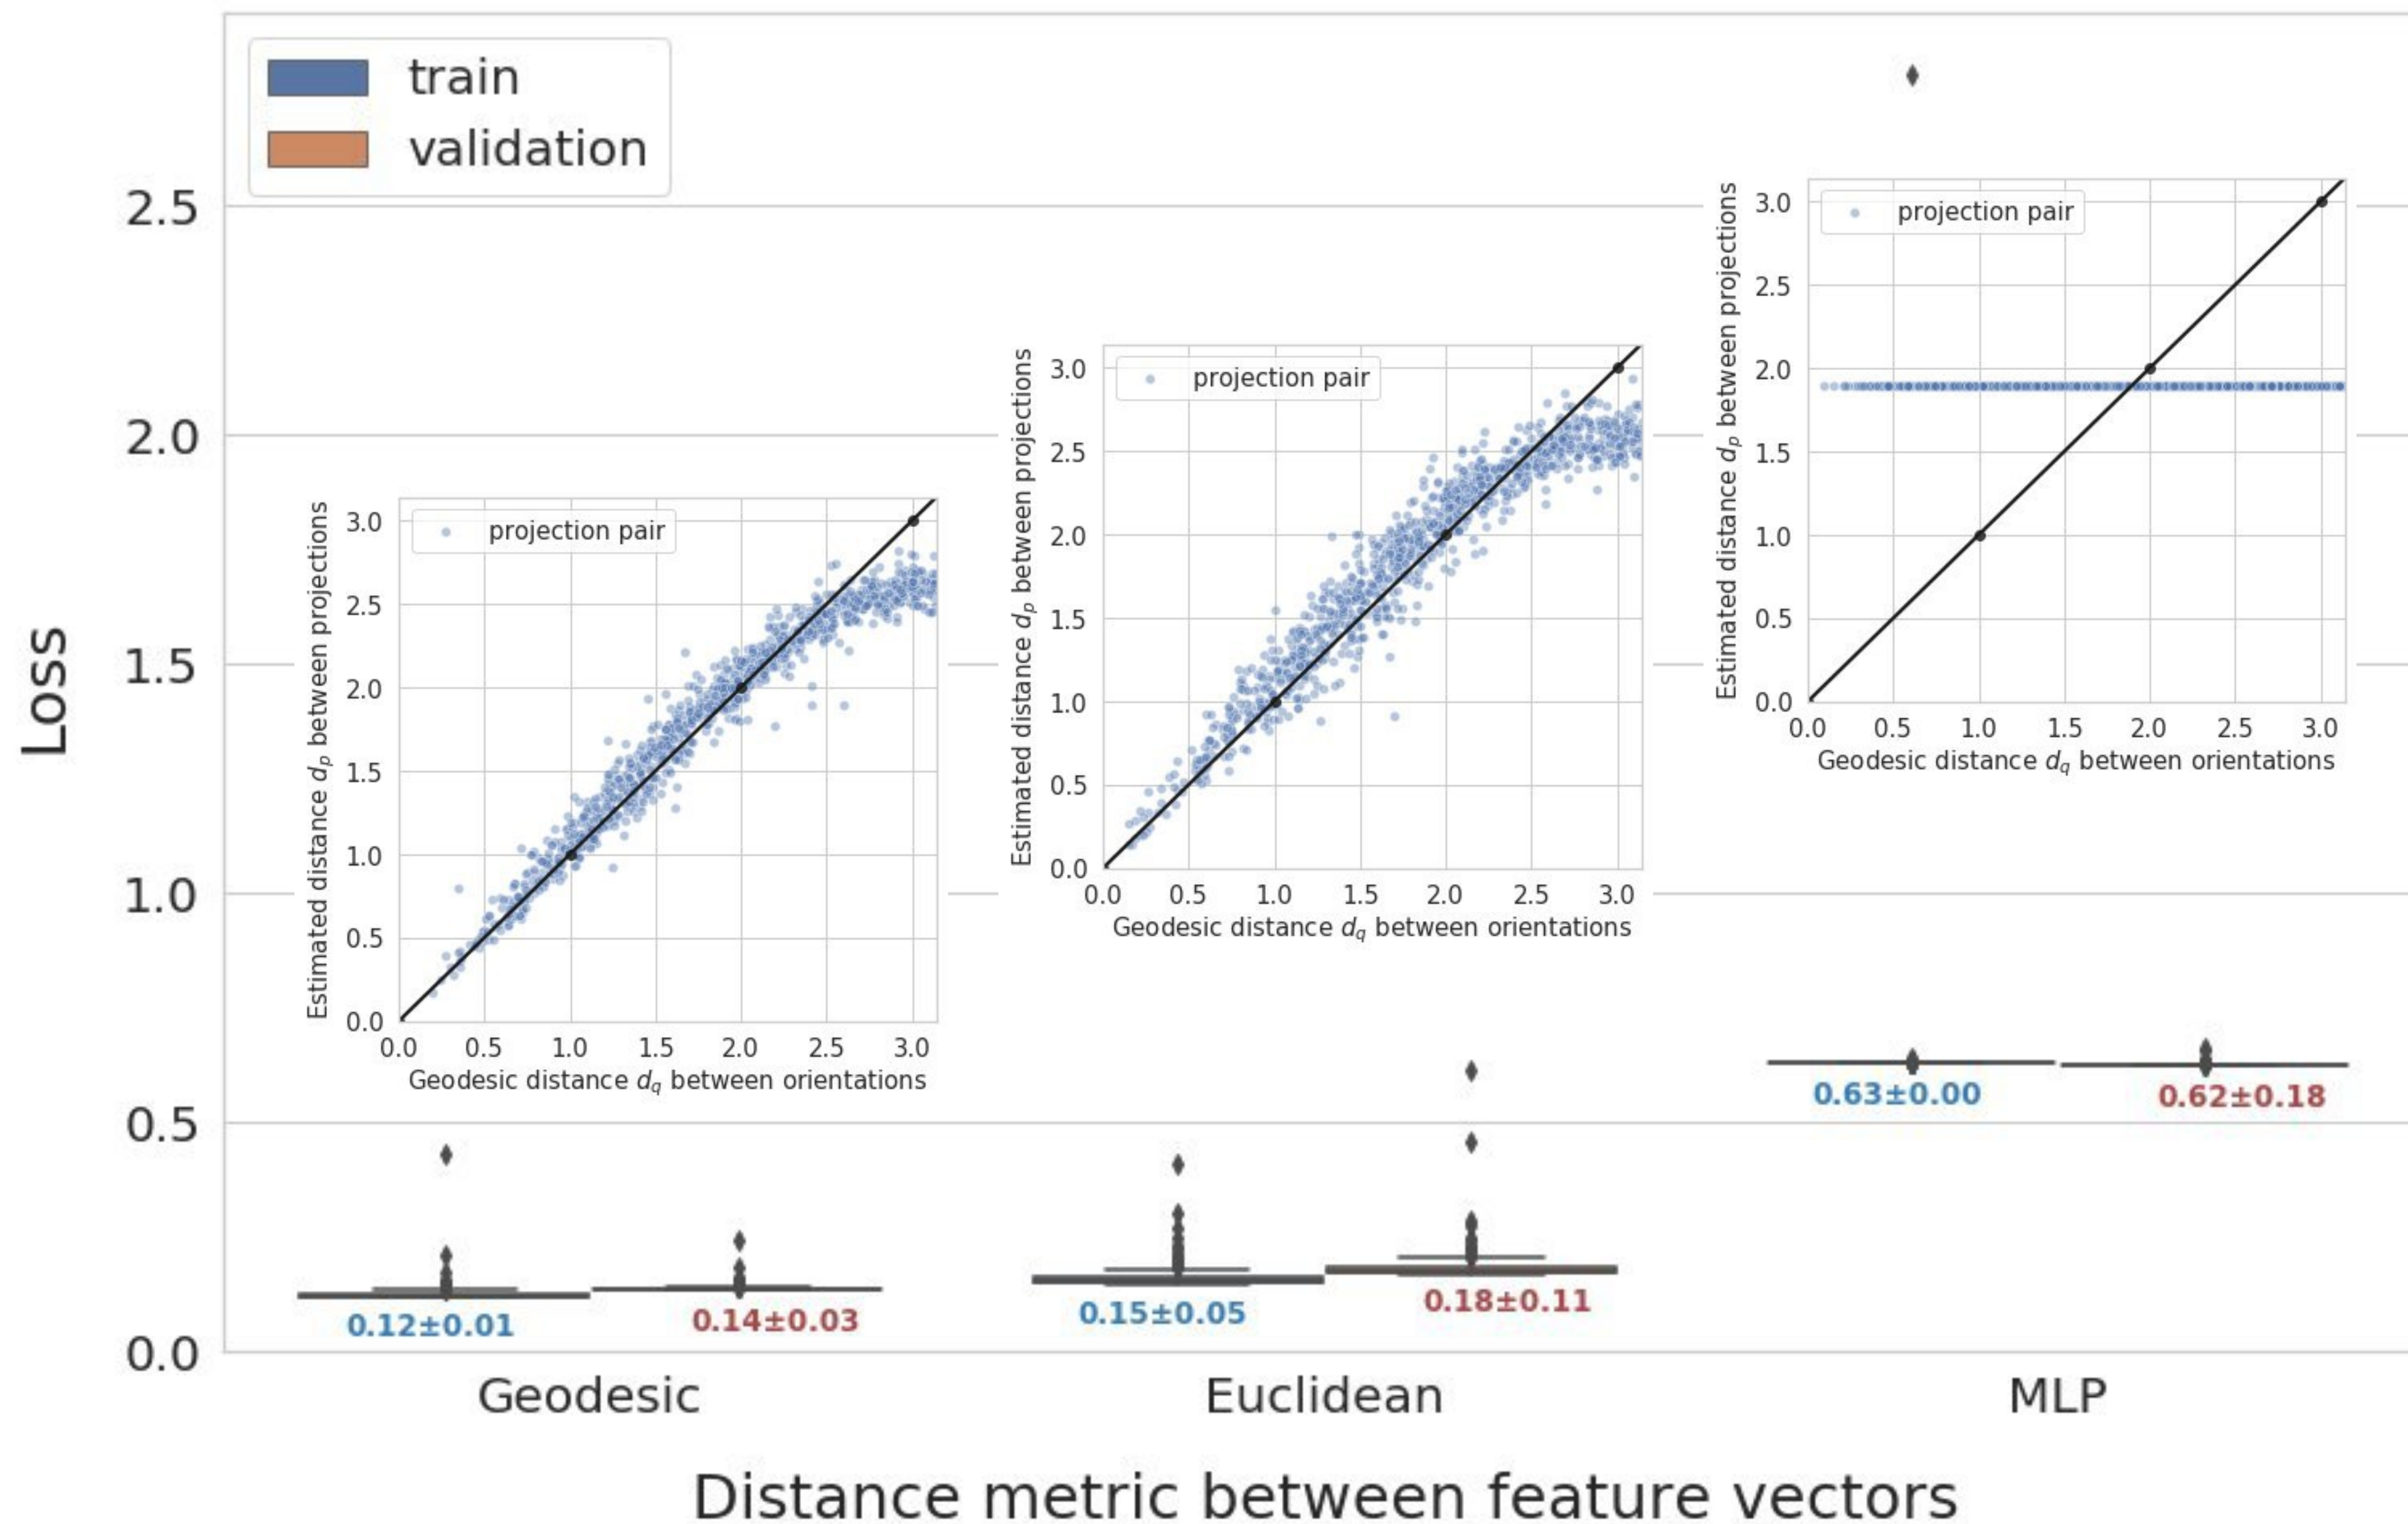 train
validation
Loss
2.5
2.0
1.5
1.0
0.5
0.0
projection pair
Estimated distance dp between projections
3.0
2.5
2.0
1.5
1.0
0.5
0.0
0.0 0.5 1.0 1.5 2.0 2.5 3.0
Geodesic distance dq between orientations
projection pair
Estimated distance dp between projections
3.0
2.5
2.0
1.5
1.0
0.5
0.0
0.0 0.5 1.0 1.5 2.0 2.5 3.0
Geodesic distance dq between orientations
projection pair
Estimated distance dp between projections
3.0
2.5
2.0
1.5
1.0
0.5
0.0
0.0 0.5 1.0 1.5 2.0 2.5 3.0
Geodesic distance dq between orientations
0.12±0.01
0.14±0.03
0.15±0.05
0.18±0.11
0.63±0.00
0.62±0.18
Geodesic Euclidean MLP
Distance metric between feature vectors